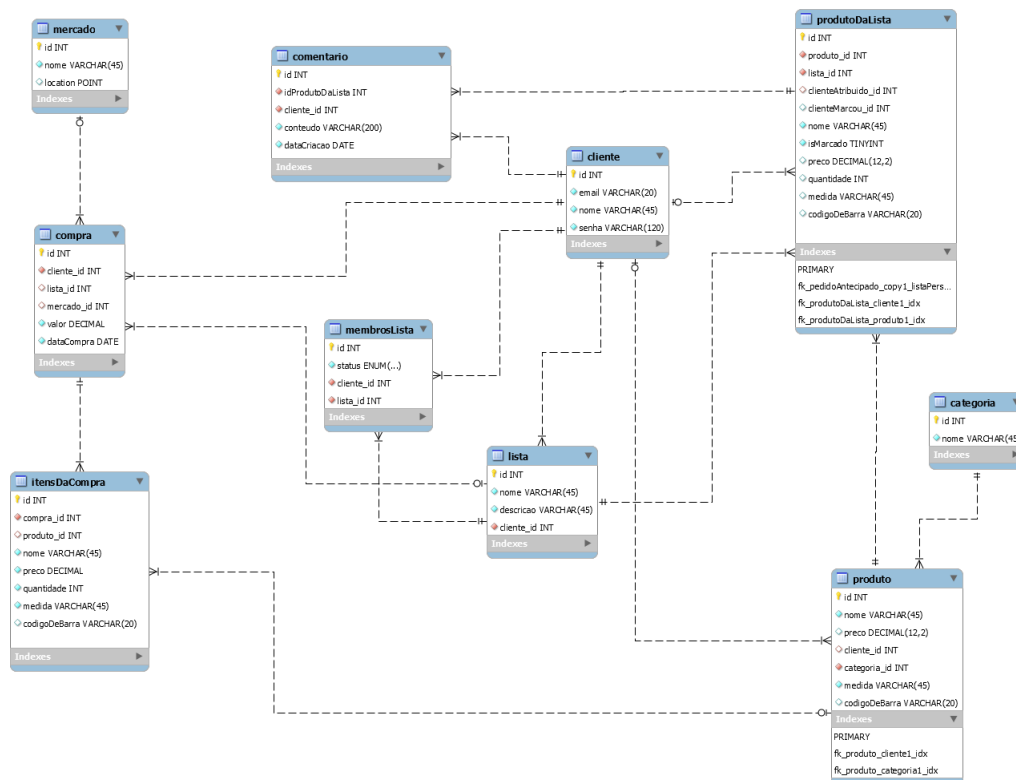 mercado
id INT
nome VARCHAR(45)
location POINT
Indexes
comentario
id INT
idProdutoDaLista INT
cliente_id INT
conteudo VARCHAR(200)
dataCriacao DATE
Indexes
produtoDaLista
id INT
produto_id INT
lista_id INT
clienteAtribuido_id INT
clienteMarcou_id INT
nome VARCHAR(45)
isMarcado TINYINT
preco DECIMAL(12,2)
quantidade INT
medida VARCHAR(45)
codigoDeBarra VARCHAR(20)
Indexes
PRIMARY
fk_pedidoAntecipado_copy1_listaPers...
fk_produtoDaLista_cliente1_idx
fk_produtoDaLista_produto1_idx
cliente
id INT
email VARCHAR(20)
nome VARCHAR(45)
senha VARCHAR(120)
Indexes
compra
id INT
cliente_id INT
lista_id INT
mercado_id INT
valor DECIMAL
dataCompra DATE
Indexes
membrosLista
id INT
status ENUM(...)
cliente_id INT
lista_id INT
Indexes
categoria
id INT
nome VARCHAR(45
Indexes
lista
id INT
nome VARCHAR(45)
descricao VARCHAR(45)
cliente_id INT
Indexes
itensDaCompra
id INT
compra_id INT
produto_id INT
nome VARCHAR(45)
preco DECIMAL
quantidade INT
medida VARCHAR(45)
codigoDeBarra VARCHAR(20)
Indexes
produto
id INT
nome VARCHAR(45)
preco DECIMAL(12,2)
cliente_id INT
categoria_id INT
medida VARCHAR(45)
codigoDeBarra VARCHAR(20)
Indexes
PRIMARY
fk_produto_cliente1_idx
fk_produto_categoria1_idx